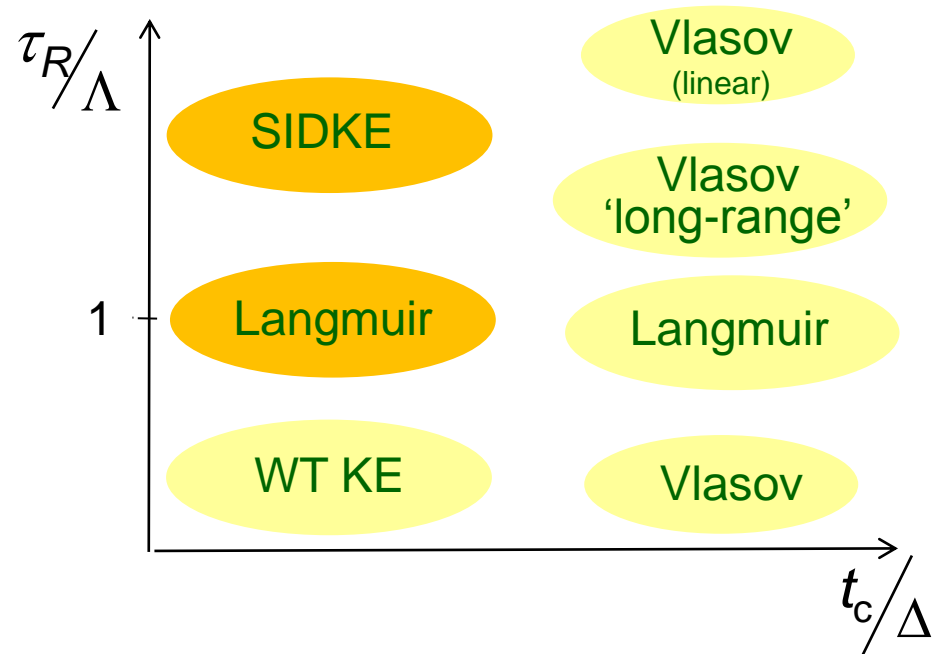 τR/Λ
Vlasov
(linear)
SIDKE
Vlasov
‘long-range’
1
Langmuir
Langmuir
WT KE
Vlasov
tc/Δ